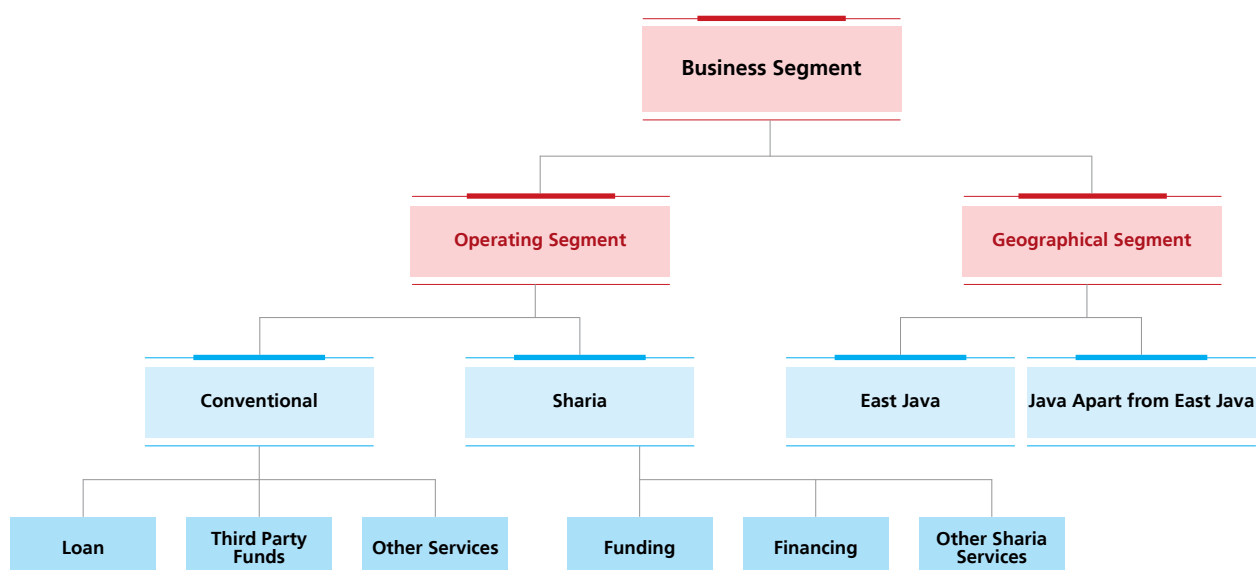 Business Segment
Operating Segment
Geographical Segment
Conventional
Sharia
East Java
Java Apart from East Java
Loan
Third Party
Funds
Other Services
Funding
Financing
Other Sharia
Services